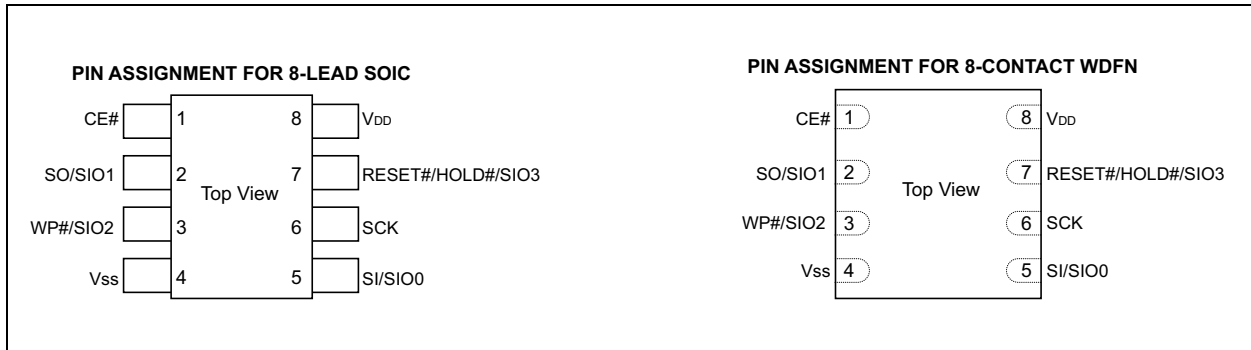 PIN ASSIGNMENT FOR 8-LEAD SOIC
CE# 1 8 VDD
SO/SIO1 2 7 RESET#/HOLD#/SIO3
Top View
WP#/SIO2 3 6 SCK
Vss 4 5 SI/SIO0
PIN ASSIGNMENT FOR 8-CONTACT WDFN
CE# 1 8 VDD
SO/SIO1 2 7 RESET#/HOLD#/SIO3
Top View
WP#/SIO2 3 6 SCK
Vss 4 5 SI/SIO0